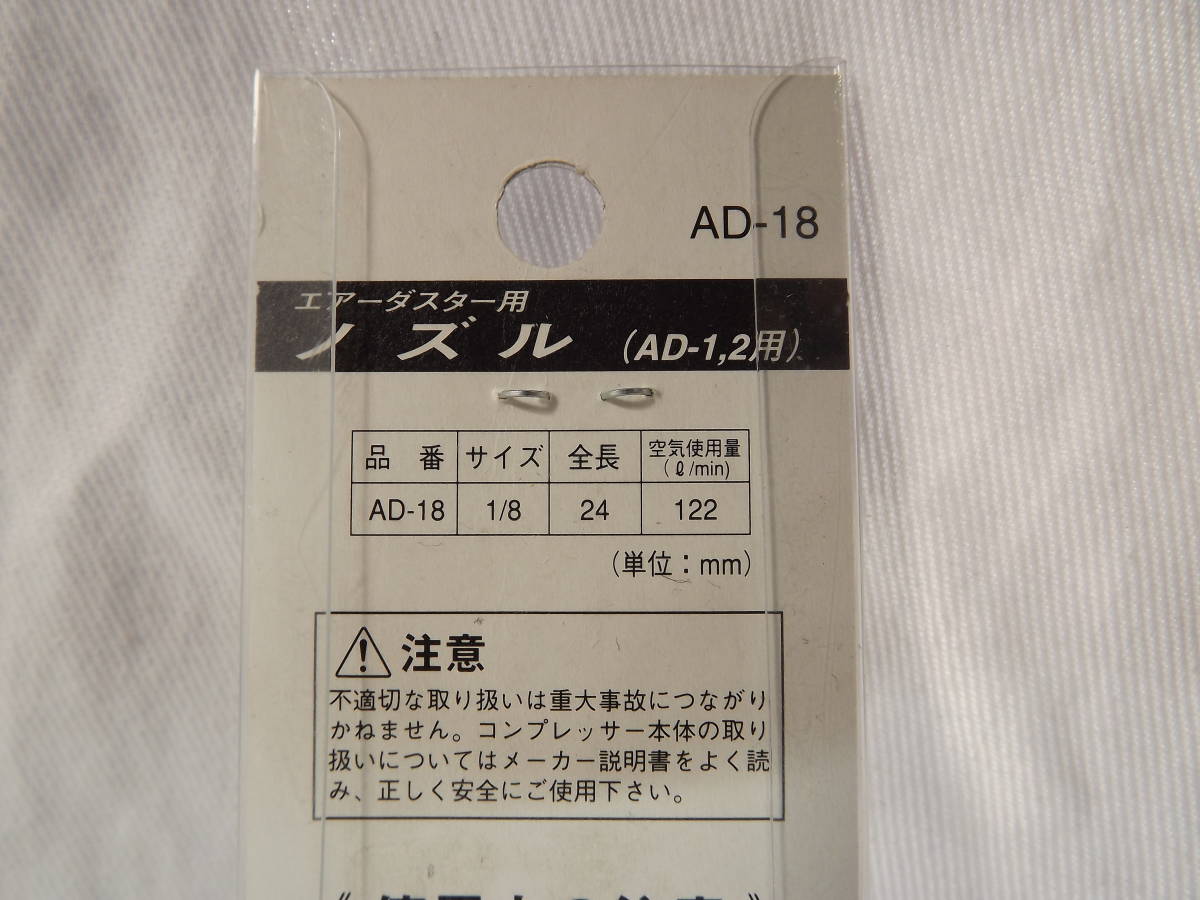 AD-18
エアーダスター用
ノズル (AD-1,2用)
品番 サイズ 全長 空気使用量(ℓ/min)
AD-18 1/8 24 122
(単位:mm)
注意
不適切な取り扱いは重大事故につながり
かねません。コンプレッサー本体の取り
扱いについてはメーカー説明書をよく読
み、正しく安全にご使用下さい。